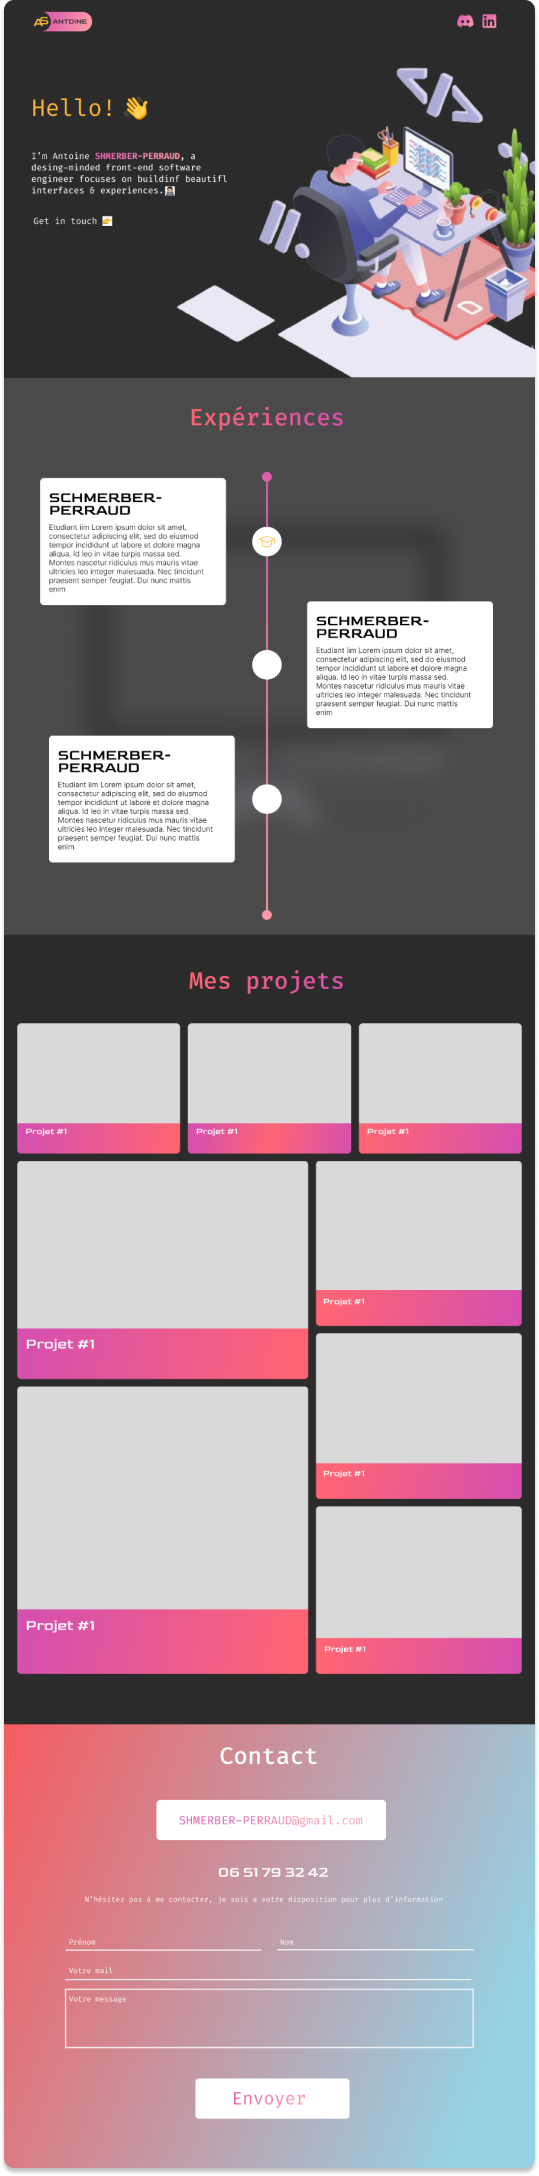 AS ANTOINE
Hello! 👋
I'm Antoine SHMERBER-PERRAUD, a
desing-minded front-end software
engineer focuses on buildinf beautifl
interfaces & experiences.
Get in touch
Expériences
SCHMERBER-
PERRAUD
Etudiant iim Lorem ipsum dolor sit amet,
consectetur adipiscing elit, sed do eiusmod
tempor incididunt ut labore et dolore magna
aliqua. Id leo in vitae turpis massa sed.
Montes nascetur ridiculus mus mauris vitae
ultricies leo integer malesuada. Nec tincidunt
praesent semper feugiat. Dui nunc mattis
enim
SCHMERBER-
PERRAUD
Etudiant iim Lorem ipsum dolor sit amet,
consectetur adipiscing elit, sed do eiusmod
tempor incididunt ut labore et dolore magna
aliqua. Id leo in vitae turpis massa sed.
Montes nascetur ridiculus mus mauris vitae
ultricies leo integer malesuada. Nec tincidunt
praesent semper feugiat. Dui nunc mattis
enim
SCHMERBER-
PERRAUD
Etudiant iim Lorem ipsum dolor sit amet,
consectetur adipiscing elit, sed do eiusmod
tempor incididunt ut labore et dolore magna
aliqua. Id leo in vitae turpis massa sed.
Montes nascetur ridiculus mus mauris vitae
ultricies leo integer malesuada. Nec tincidunt
praesent semper feugiat. Dui nunc mattis
enim
Mes projets
Projet #1
Projet #1
Projet #1
Projet #1
Projet #1
Projet #1
Projet #1
Projet #1
Contact
SHMERBER-PERRAUD@gmail.com
06 51 79 32 42
N'hésitez pas à me contacter, je suis a votre disposition pour plus d'information
Prénom
Nom
Votre mail
Votre message
Envoyer